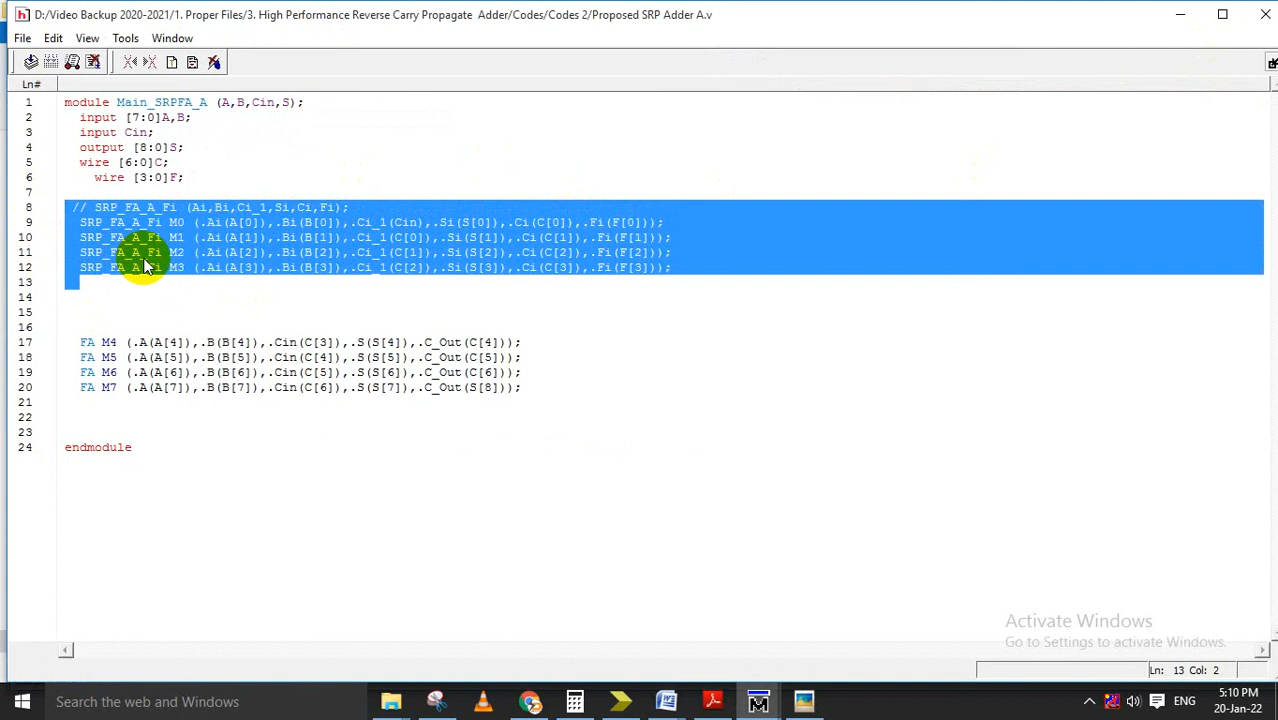 D:/Video Backup 2020-2021/1. Proper Files/3. High Performance Reverse Carry Propagate Adder/Codes/Codes 2/Proposed SRP Adder A.v
File Edit View Tools Window
Ln#
1 module Main_SRPFA_A (A,B,Cin,S);
2 input [7:0]A,B;
3 input Cin;
4 output [8:0]S;
5 wire [6:0]C;
6 wire [3:0]F;
7
8 // SRP_FA_A_Fi (Ai,Bi,Ci_1,Si,Ci,Fi);
9 SRP_FA_A_Fi M0 (.Ai(A[0]),.Bi(B[0]),.Ci_1(Cin),.Si(S[0]),.Ci(C[0]),.Fi(F[0]));
10 SRP_FA_A_Fi M1 (.Ai(A[1]),.Bi(B[1]),.Ci_1(C[0]),.Si(S[1]),.Ci(C[1]),.Fi(F[1]));
11 SRP_FA_A_Fi M2 (.Ai(A[2]),.Bi(B[2]),.Ci_1(C[1]),.Si(S[2]),.Ci(C[2]),.Fi(F[2]));
12 SRP_FA_A_Fi M3 (.Ai(A[3]),.Bi(B[3]),.Ci_1(C[2]),.Si(S[3]),.Ci(C[3]),.Fi(F[3]));
13
14
15
16
17 FA M4 (.A(A[4]),.B(B[4]),.Cin(C[3]),.S(S[4]),.C_Out(C[4]));
18 FA M5 (.A(A[5]),.B(B[5]),.Cin(C[4]),.S(S[5]),.C_Out(C[5]));
19 FA M6 (.A(A[6]),.B(B[6]),.Cin(C[5]),.S(S[6]),.C_Out(C[6]));
20 FA M7 (.A(A[7]),.B(B[7]),.Cin(C[6]),.S(S[7]),.C_Out(S[8]));
21
22
23
24 endmodule
Activate Windows
Go to Settings to activate Windows.
Ln: 13 Col: 2
Search the web and Windows
ENG
5:10 PM
20-Jan-22